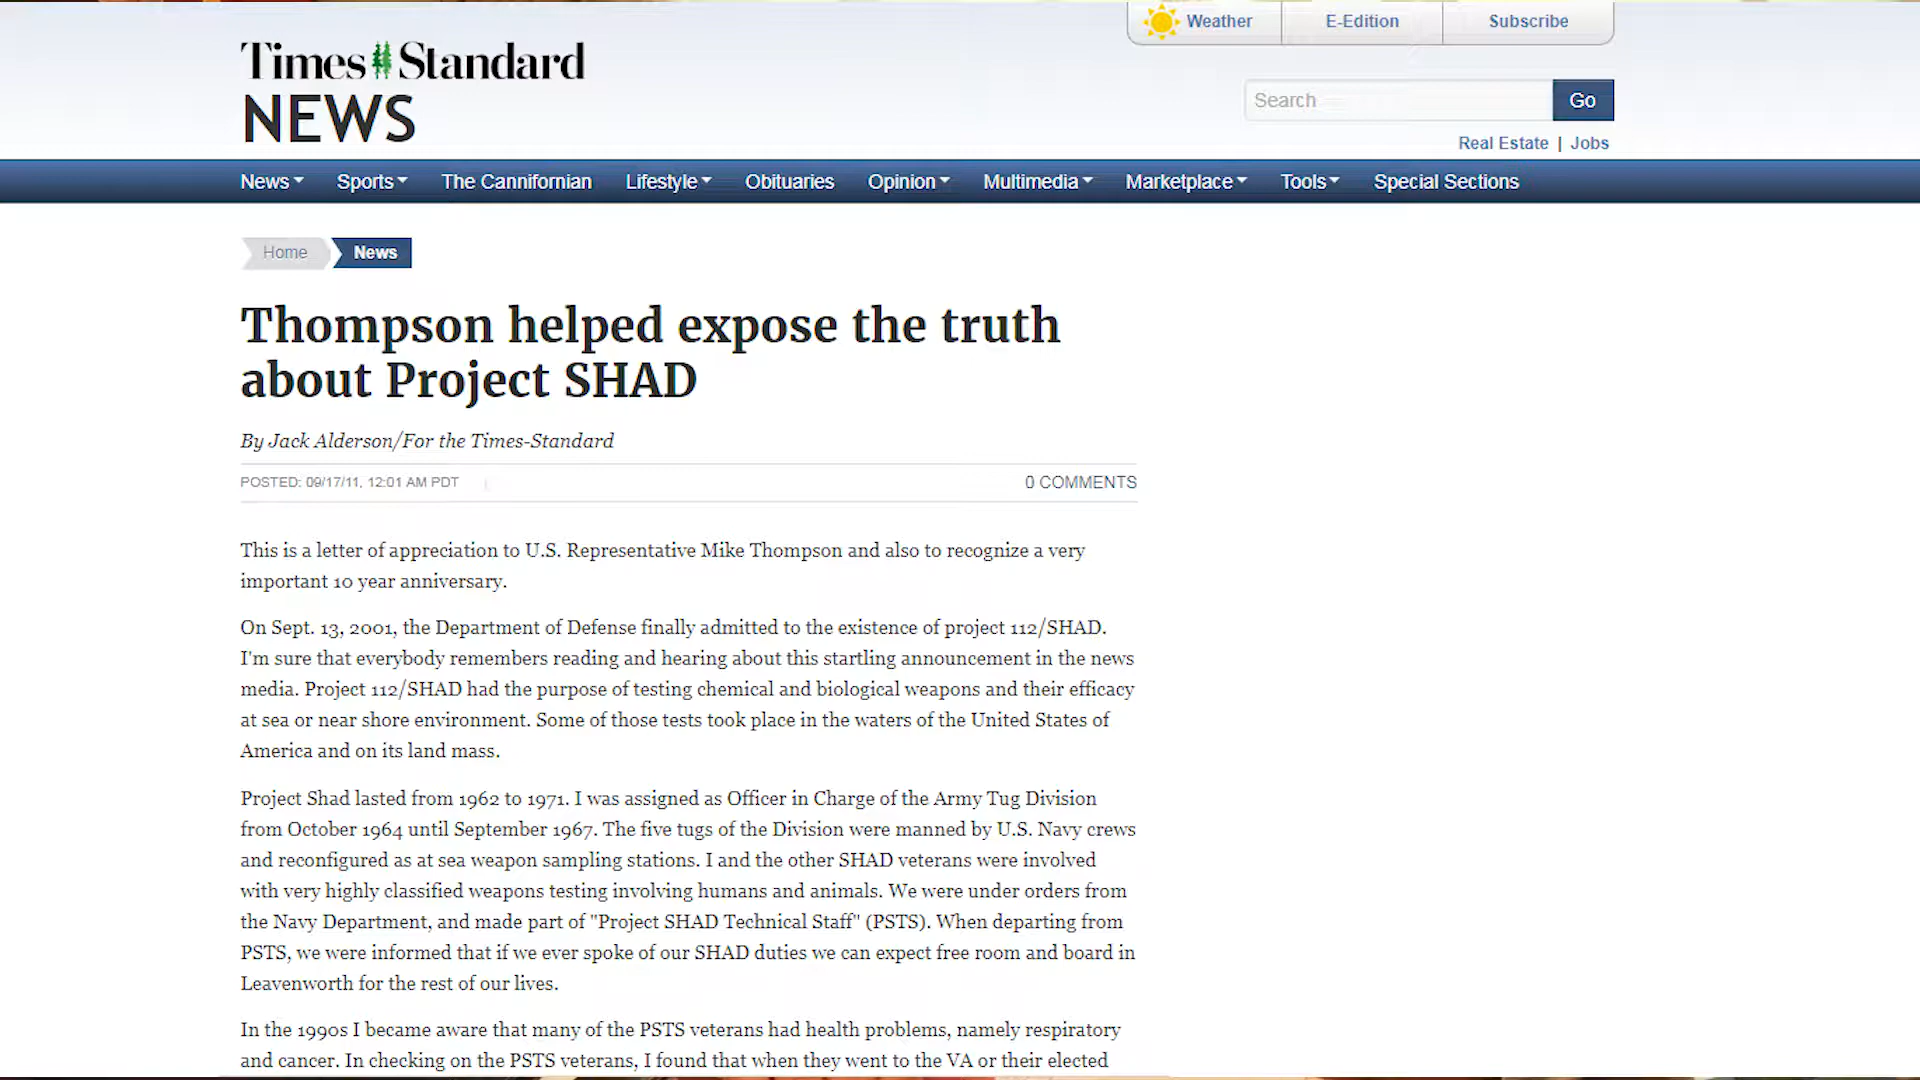 Weather
E-Edition
Subscribe
Times Standard
NEWS
Search
Go
Real Estate | Jobs
News
Sports
The Cannifornian
Lifestyle
Obituaries
Opinion
Multimedia
Marketplace
Tools
Special Sections
Home
News
Thompson helped expose the truth
about Project SHAD
By Jack Alderson/For the Times-Standard
POSTED: 09/17/11, 12:01 AM PDT
0 COMMENTS
This is a letter of appreciation to U.S. Representative Mike Thompson and also to recognize a very
important 10 year anniversary.
On Sept. 13, 2001, the Department of Defense finally admitted to the existence of project 112/SHAD.
I'm sure that everybody remembers reading and hearing about this startling announcement in the news
media. Project 112/SHAD had the purpose of testing chemical and biological weapons and their efficacy
at sea or near shore environment. Some of those tests took place in the waters of the United States of
America and on its land mass.
Project Shad lasted from 1962 to 1971. I was assigned as Officer in Charge of the Army Tug Division
from October 1964 until September 1967. The five tugs of the Division were manned by U.S. Navy crews
and reconfigured as at sea weapon sampling stations. I and the other SHAD veterans were involved
with very highly classified weapons testing involving humans and animals. We were under orders from
the Navy Department, and made part of "Project SHAD Technical Staff" (PSTS). When departing from
PSTS, we were informed that if we ever spoke of our SHAD duties we can expect free room and board in
Leavenworth for the rest of our lives.
In the 1990s I became aware that many of the PSTS veterans had health problems, namely respiratory
and cancer. In checking on the PSTS veterans, I found that when they went to the VA or their elected